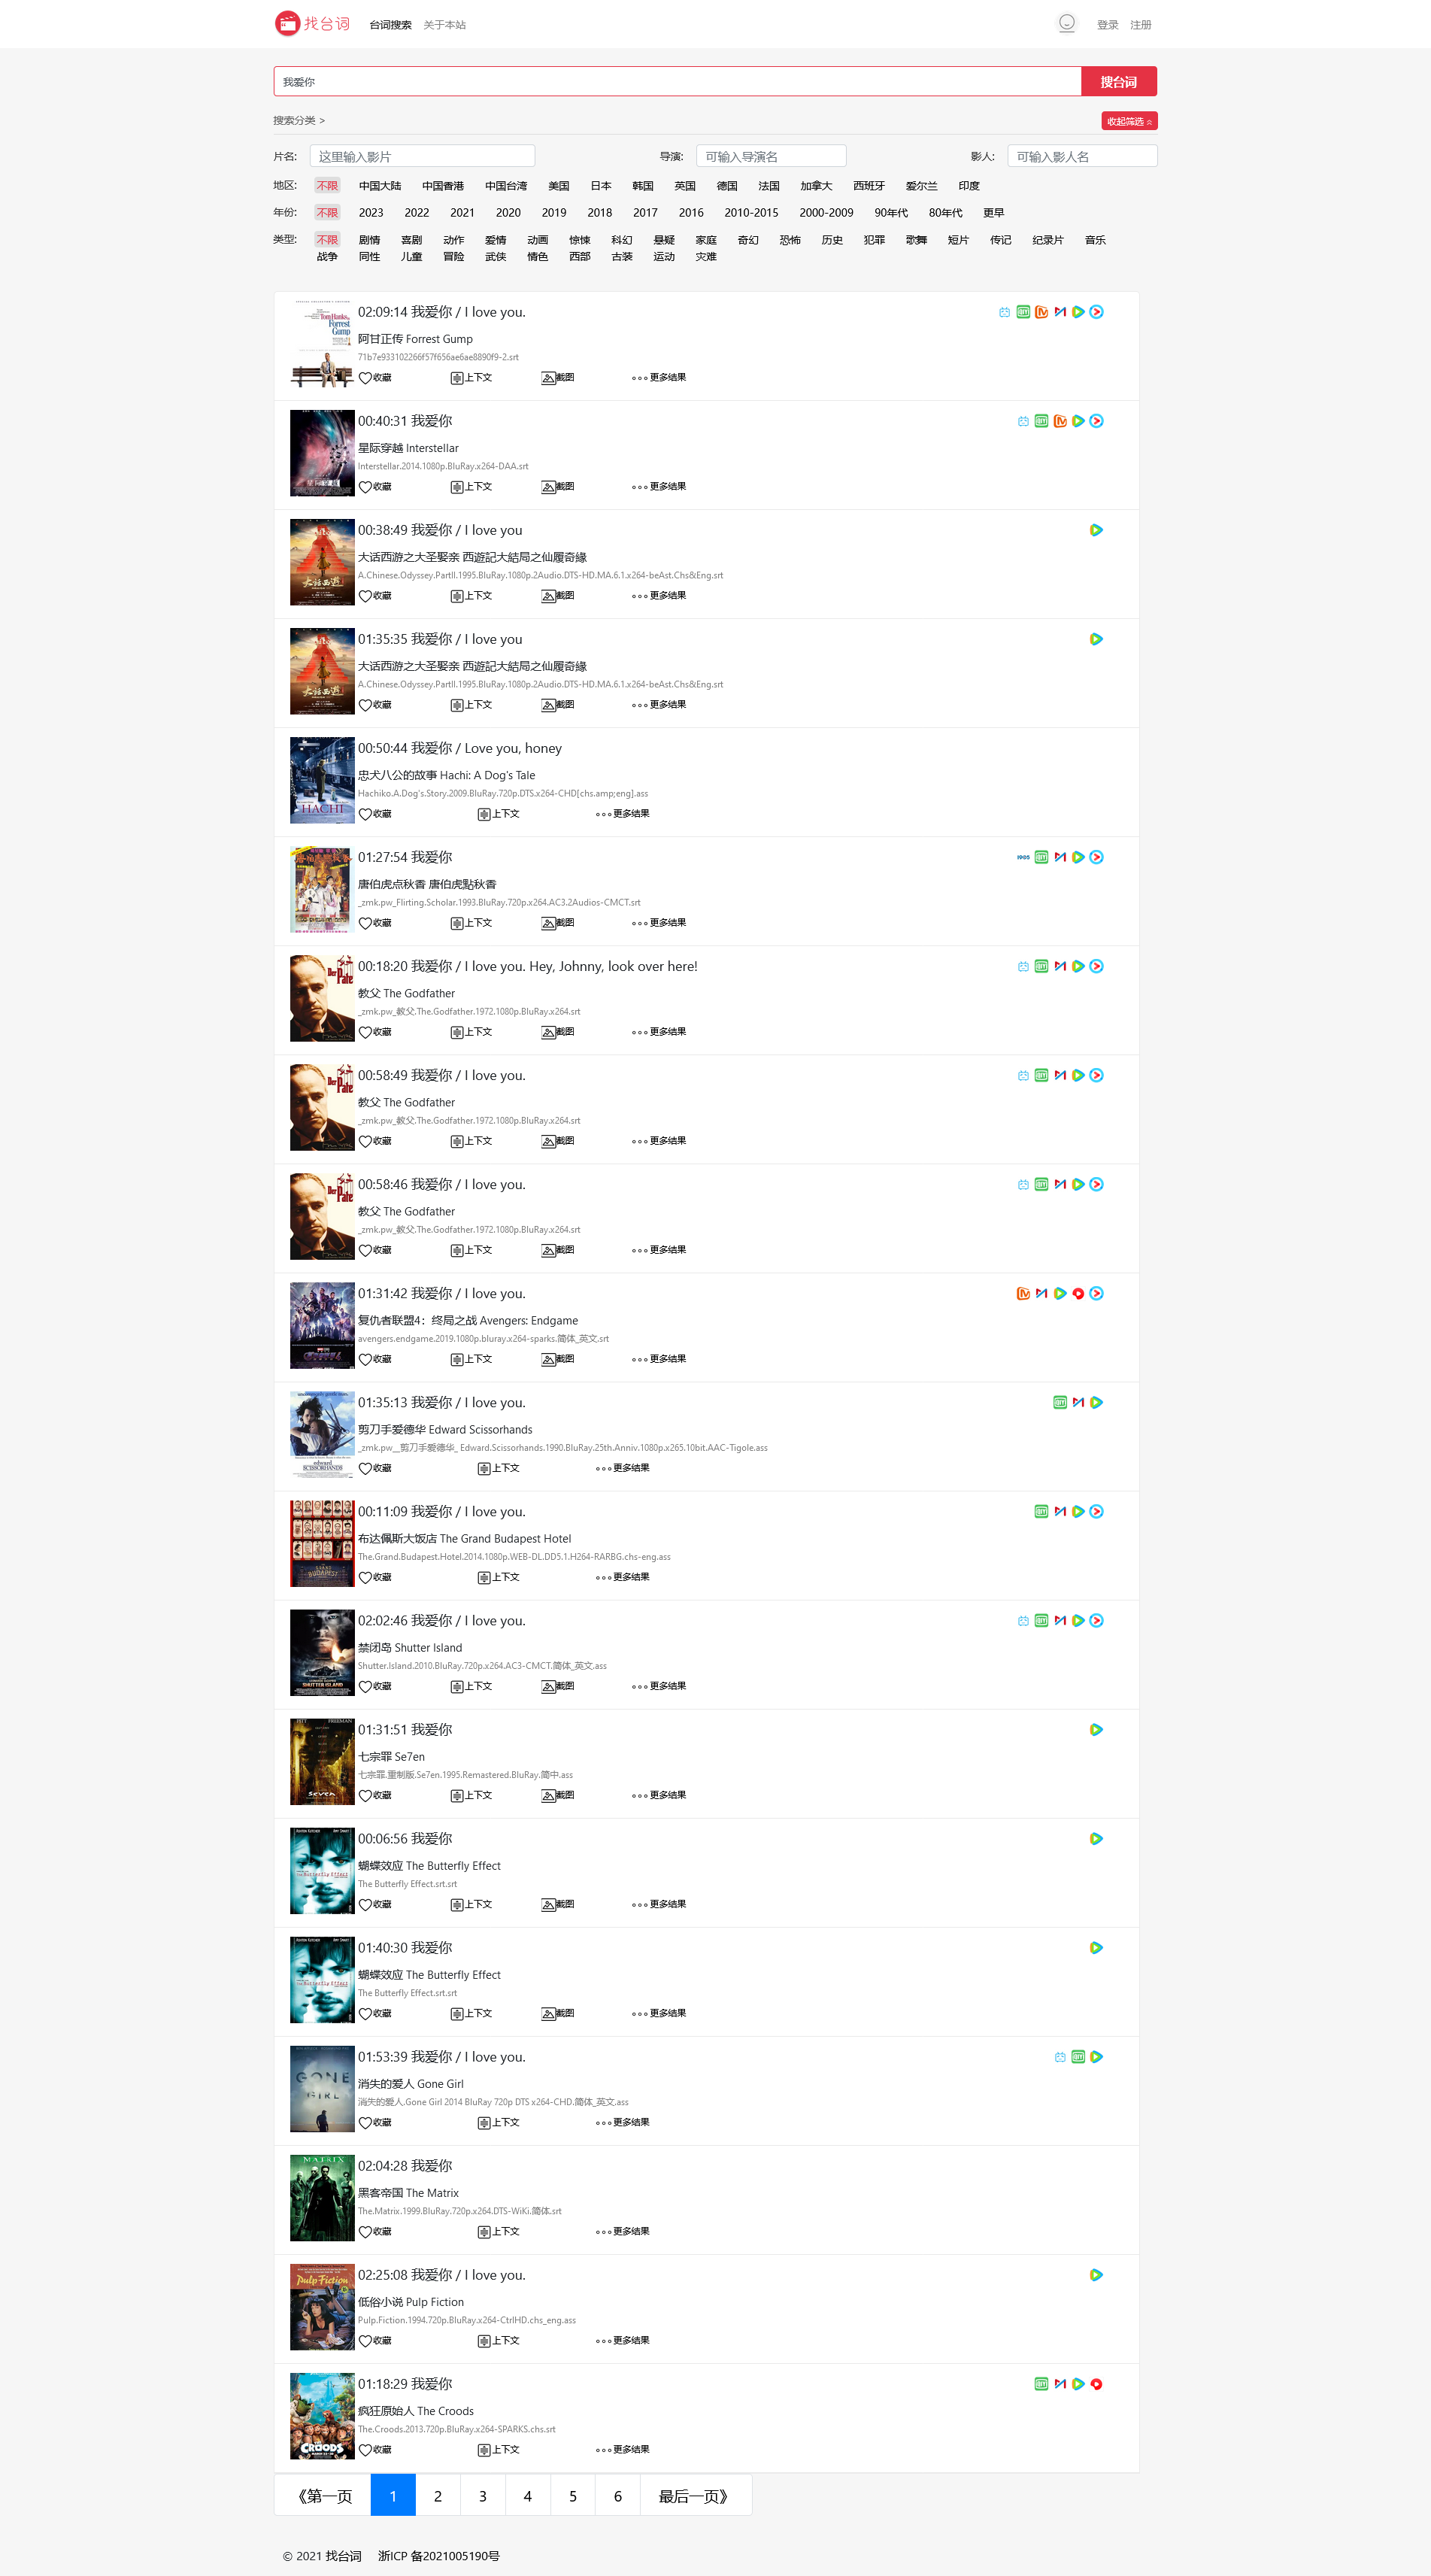 找台词 台词搜索 关于本站 登录 注册
我爱你 搜台词
搜索分类 > 收起筛选
片名: 这里输入影片 导演: 可输入导演名 影人: 可输入影人名
地区: 不限 中国大陆 中国香港 中国台湾 美国 日本 韩国 英国 德国 法国 加拿大 西班牙 爱尔兰 印度
年份: 不限 2023 2022 2021 2020 2019 2018 2017 2016 2010-2015 2000-2009 90年代 80年代 更早
类型: 不限 剧情 喜剧 动作 爱情 动画 惊悚 科幻 悬疑 家庭 奇幻 恐怖 历史 犯罪 歌舞 短片 传记 纪录片 音乐
战争 同性 儿童 冒险 武侠 情色 西部 古装 运动 灾难
02:09:14 我爱你 / I love you.
阿甘正传 Forrest Gump
71b7e933102266f57f656ae6ae8890f9-2.srt
收藏 上下文 截图 更多结果
00:40:31 我爱你
星际穿越 Interstellar
Interstellar.2014.1080p.BluRay.x264-DAA.srt
收藏 上下文 截图 更多结果
00:38:49 我爱你 / I love you
大话西游之大圣娶亲 西遊記大結局之仙履奇緣
A.Chinese.Odyssey.PartII.1995.BluRay.1080p.2Audio.DTS-HD.MA.6.1.x264-beAst.Chs&Eng.srt
收藏 上下文 截图 更多结果
01:35:35 我爱你 / I love you
大话西游之大圣娶亲 西遊記大結局之仙履奇緣
A.Chinese.Odyssey.PartII.1995.BluRay.1080p.2Audio.DTS-HD.MA.6.1.x264-beAst.Chs&Eng.srt
收藏 上下文 截图 更多结果
00:50:44 我爱你 / Love you, honey
忠犬八公的故事 Hachi: A Dog's Tale
Hachiko.A.Dog's.Story.2009.BluRay.720p.DTS.x264-CHD[chs.amp;eng].ass
收藏 上下文 更多结果
01:27:54 我爱你
唐伯虎点秋香 唐伯虎點秋香
_zmk.pw_Flirting.Scholar.1993.BluRay.720p.x264.AC3.2Audios-CMCT.srt
收藏 上下文 截图 更多结果
00:18:20 我爱你 / I love you. Hey, Johnny, look over here!
教父 The Godfather
_zmk.pw_教父.The.Godfather.1972.1080p.BluRay.x264.srt
收藏 上下文 截图 更多结果
00:58:49 我爱你 / I love you.
教父 The Godfather
_zmk.pw_教父.The.Godfather.1972.1080p.BluRay.x264.srt
收藏 上下文 截图 更多结果
00:58:46 我爱你 / I love you.
教父 The Godfather
_zmk.pw_教父.The.Godfather.1972.1080p.BluRay.x264.srt
收藏 上下文 截图 更多结果
01:31:42 我爱你 / I love you.
复仇者联盟4：终局之战 Avengers: Endgame
avengers.endgame.2019.1080p.bluray.x264-sparks.简体_英文.srt
收藏 上下文 截图 更多结果
01:35:13 我爱你 / I love you.
剪刀手爱德华 Edward Scissorhands
_zmk.pw__剪刀手爱德华_ Edward.Scissorhands.1990.BluRay.25th.Anniv.1080p.x265.10bit.AAC-Tigole.ass
收藏 上下文 更多结果
00:11:09 我爱你 / I love you.
布达佩斯大饭店 The Grand Budapest Hotel
The.Grand.Budapest.Hotel.2014.1080p.WEB-DL.DD5.1.H264-RARBG.chs-eng.ass
收藏 上下文 更多结果
02:02:46 我爱你 / I love you.
禁闭岛 Shutter Island
Shutter.Island.2010.BluRay.720p.x264.AC3-CMCT.简体_英文.ass
收藏 上下文 截图 更多结果
01:31:51 我爱你
七宗罪 Se7en
七宗罪.重制版.Se7en.1995.Remastered.BluRay.简中.ass
收藏 上下文 截图 更多结果
00:06:56 我爱你
蝴蝶效应 The Butterfly Effect
The Butterfly Effect.srt.srt
收藏 上下文 截图 更多结果
01:40:30 我爱你
蝴蝶效应 The Butterfly Effect
The Butterfly Effect.srt.srt
收藏 上下文 截图 更多结果
01:53:39 我爱你 / I love you.
消失的爱人 Gone Girl
消失的爱人.Gone Girl 2014 BluRay 720p DTS x264-CHD.简体_英文.ass
收藏 上下文 更多结果
02:04:28 我爱你
黑客帝国 The Matrix
The.Matrix.1999.BluRay.720p.x264.DTS-WiKi.简体.srt
收藏 上下文 更多结果
02:25:08 我爱你 / I love you.
低俗小说 Pulp Fiction
Pulp.Fiction.1994.720p.BluRay.x264-CtrlHD.chs_eng.ass
收藏 上下文 更多结果
01:18:29 我爱你
疯狂原始人 The Croods
The.Croods.2013.720p.BluRay.x264-SPARKS.chs.srt
收藏 上下文 更多结果
《第一页 1 2 3 4 5 6 最后一页》
© 2021 找台词 浙ICP 备2021005190号